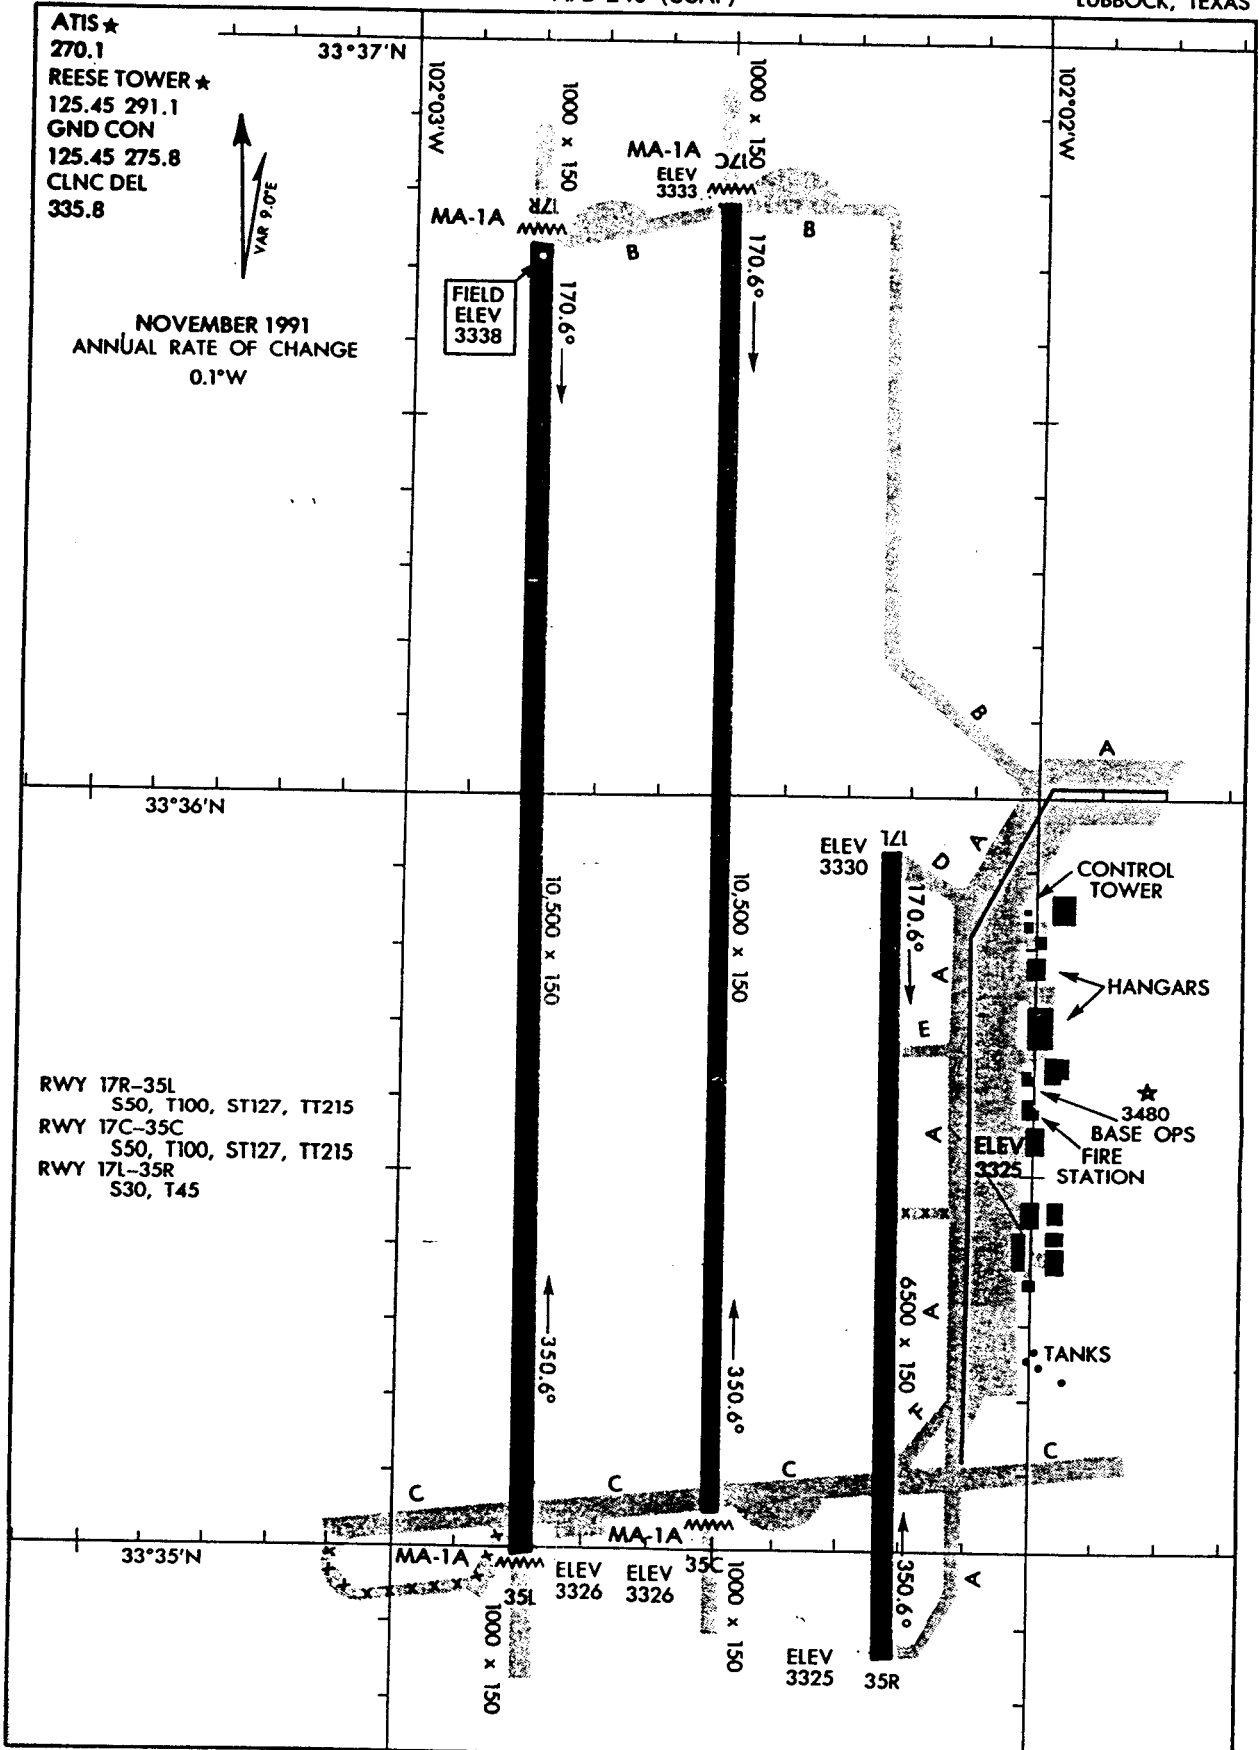 LUBBOCK, TEXAS
ATIS★
270.1
REESE TOWER★
125.45 291.1
GND CON
125.45 275.8
CLNC DEL
335.8
VAR 9.0°E
NOVEMBER 1991
ANNUAL RATE OF CHANGE
0.1°W
33°37'N
102°03'W
102°02'W
1000 x 150
1000 x 150
MA-1A
ELEV
3333
17C
MA-1A
17R
B
B
FIELD
ELEV
3338
170.6°
170.6°
B
A
33°36'N
ELEV
3330
17L
D
A
CONTROL
TOWER
170.6°
10,500 x 150
10,500 x 150
A
HANGARS
E
RWY 17R-35L
S50, T100, ST127, TT215
RWY 17C-35C
S50, T100, ST127, TT215
RWY 17L-35R
S30, T45
3480
BASE OPS
FIRE
STATION
A
ELEV
3325
x x x
6500 x 150
A
350.6°
350.6°
TANKS
F
C
C
C
C
33°35'N
MA-1A
MA-1A
ELEV
3326
ELEV
3326
35L
35C
1000 x 150
1000 x 150
350.6°
A
ELEV
3325
35R